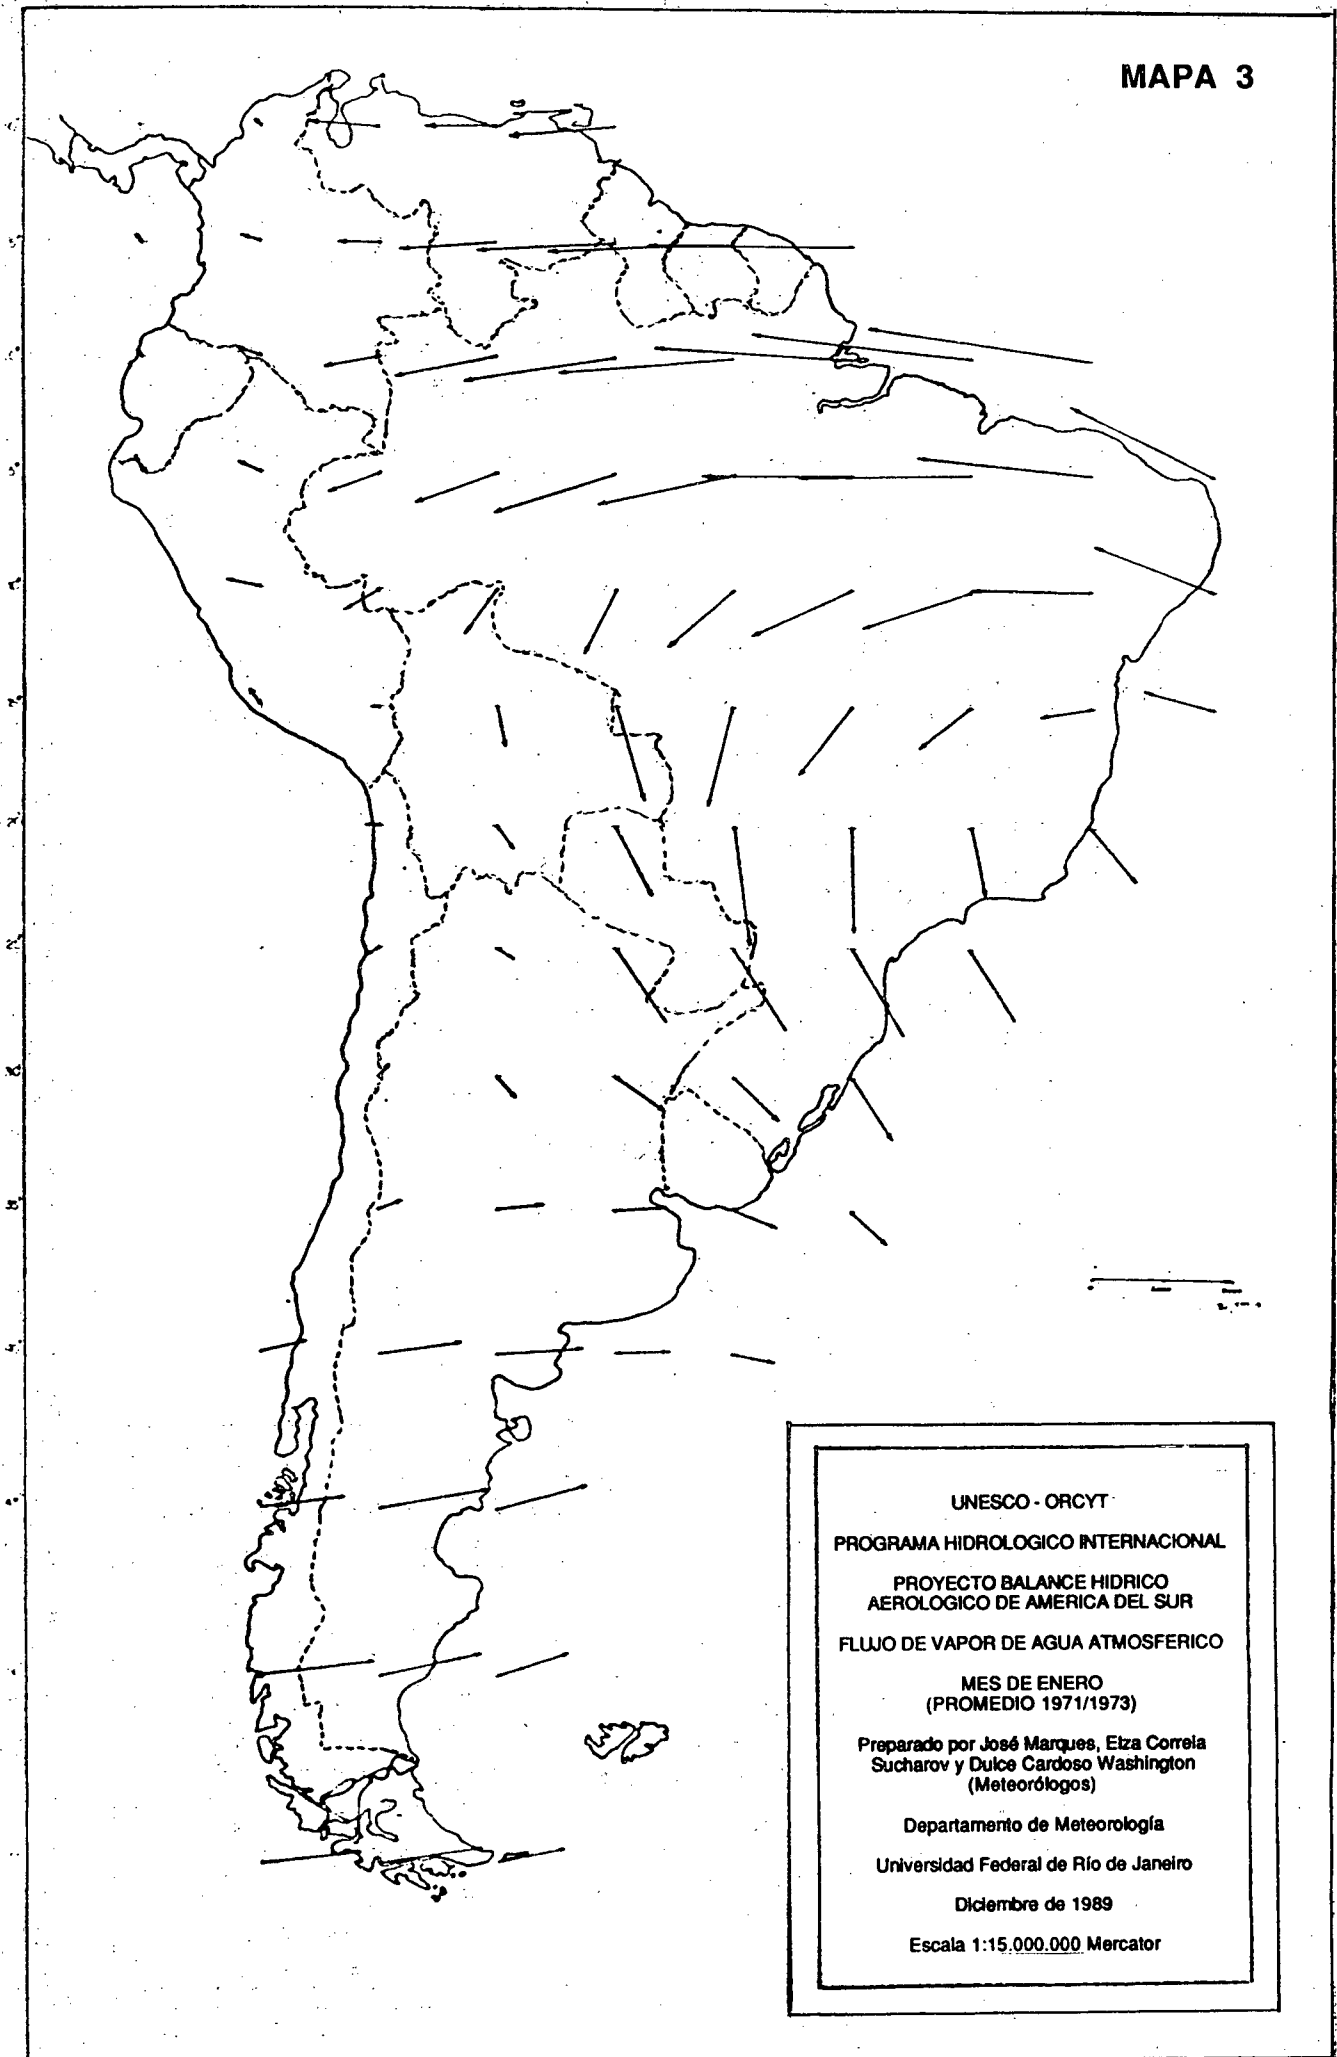 MAPA 3
UNESCO - ORCYT
PROGRAMA HIDROLOGICO INTERNACIONAL
PROYECTO BALANCE HIDRICO
AEROLOGICO DE AMERICA DEL SUR
FLUJO DE VAPOR DE AGUA ATMOSFERICO
MES DE ENERO
(PROMEDIO 1971/1973)
Preparado por José Marques, Elza Correia
Sucharov y Dulce Cardoso Washington
(Meteorólogos)
Departamento de Meteorología
Universidad Federal de Río de Janeiro
Diciembre de 1989
Escala 1:15.000.000 Mercator